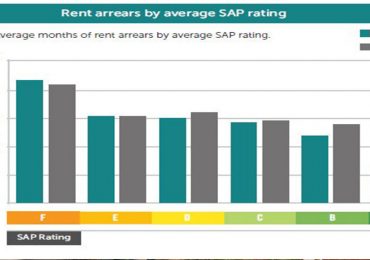 Rent arrears by average SAP rating
verage months of rent arrears by average SAP rating.
F E D C B
SAP Rating